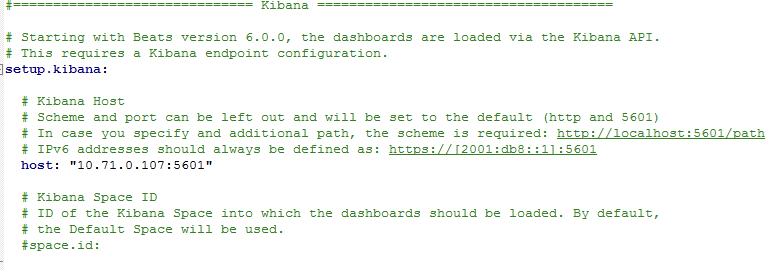 #============================== Kibana =====================================
# Starting with Beats version 6.0.0, the dashboards are loaded via the Kibana API.
# This requires a Kibana endpoint configuration.
setup.kibana:
# Kibana Host
# Scheme and port can be left out and will be set to the default (http and 5601)
# In case you specify and additional path, the scheme is required: http://localhost:5601/path
# IPv6 addresses should always be defined as: https://[2001:db8::1]:5601
host: "10.71.0.107:5601"
# Kibana Space ID
# ID of the Kibana Space into which the dashboards should be loaded. By default,
# the Default Space will be used.
#space.id: